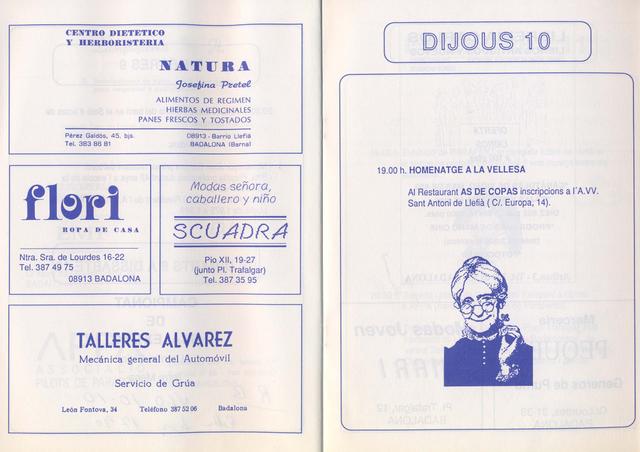 CENTRO DIETETICO
Y HERBORISTERIA
NATURA
Josefina Pretel
ALIMENTOS DE REGIMEN
HIERBAS MEDICINALES
PANES FRESCOS Y TOSTADOS
Pérez Galdós, 45, bjs.
Tel. 383 86 81
08913 - Barrio Llefià
BADALONA (Barna)
flori
ROPA DE CASA
Ntra. Sra. de Lourdes 16-22
Tel. 387 49 75
08913 BADALONA
Modas señora,
caballero y niño
SCUADRA
Pio XII, 19-27
(junto Pl. Trafalgar)
Tel. 387 35 95
TALLERES ALVAREZ
Mecánica general del Automóvil
Servicio de Grúa
León Fontova, 34 Teléfono 387 52 06 Badalona
DIJOUS 10
19.00 h. HOMENATGE A LA VELLESA
Al Restaurant AS DE COPAS inscripcions a l'A.VV.
Sant Antoni de Llefià ( C/. Europa, 14).